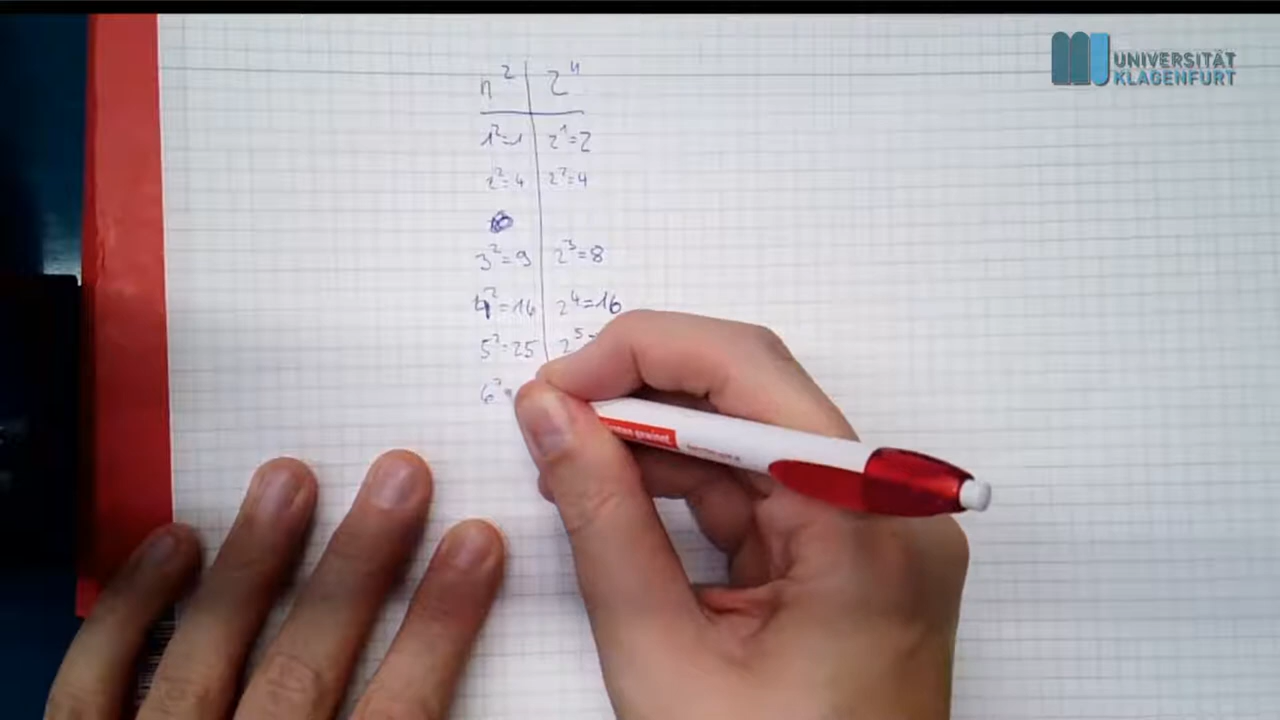 UNIVERSITÄT
KLAGENFURT
n² 2ⁿ
1²=1 2¹=2
2²=4 2²=4
3²=9 2³=8
4²=16 2⁴=16
5²=25 2⁵
6²